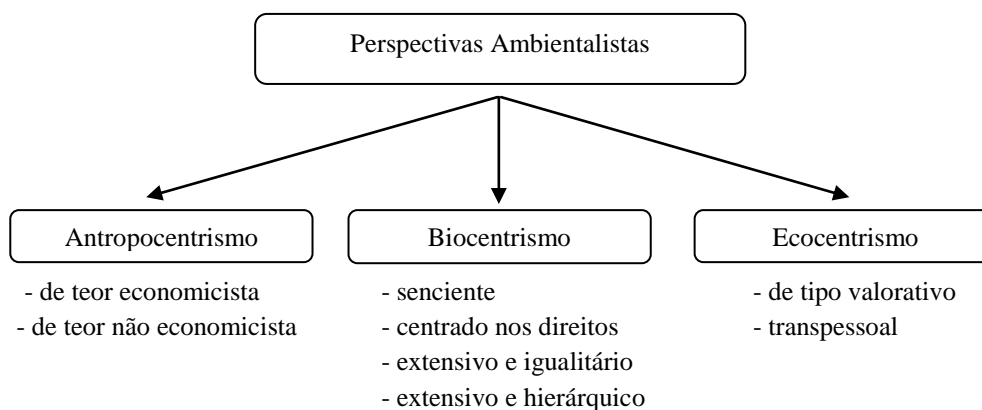 Perspectivas Ambientalistas
Antropocentrismo
- de teor economicista
- de teor não economicista
Biocentrismo
- senciente
- centrado nos direitos
- extensivo e igualitário
- extensivo e hierárquico
Ecocentrismo
- de tipo valorativo
- transpessoal